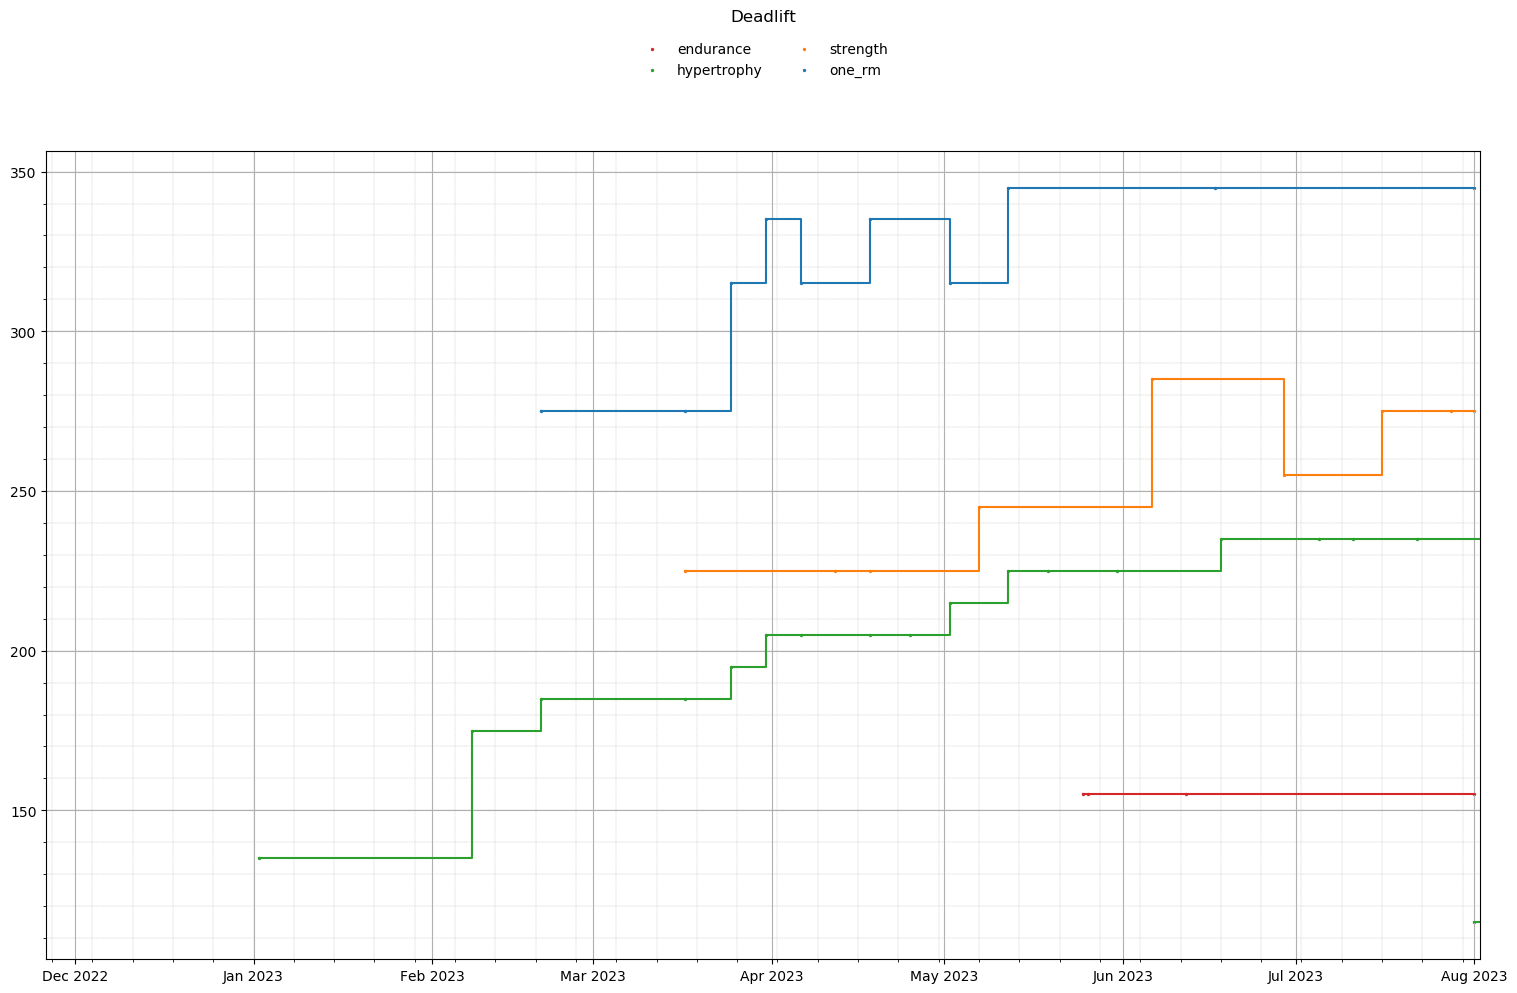 Deadlift
endurance strength
hypertrophy one_rm
350
300
250
200
150
Dec 2022 Jan 2023 Feb 2023 Mar 2023 Apr 2023 May 2023 Jun 2023 Jul 2023 Aug 2023